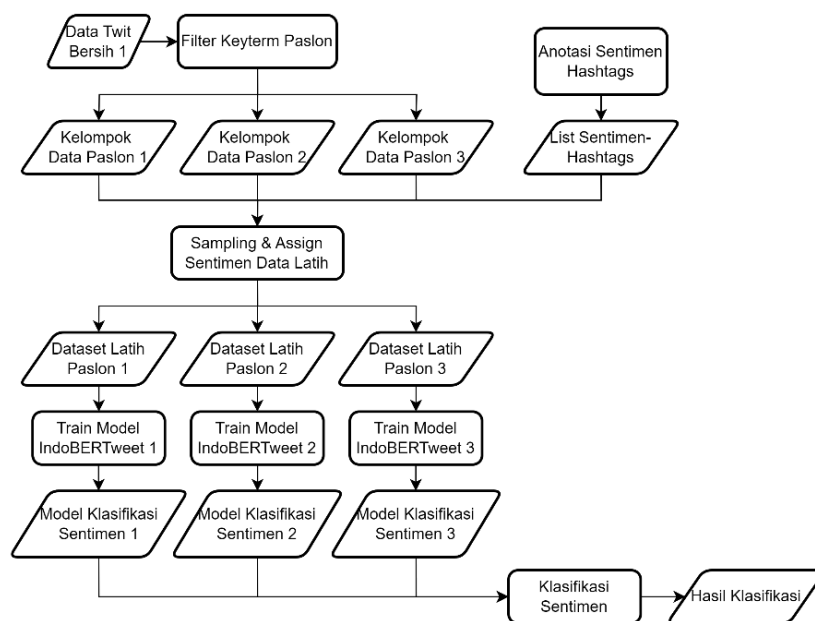 Data Twit
Bersih 1
Filter Keyterm Paslon
Anotasi Sentimen
Hashtags
Kelompok
Data Paslon 1
Kelompok
Data Paslon 2
Kelompok
Data Paslon 3
List Sentimen-
Hashtags
Sampling & Assign
Sentimen Data Latih
Dataset Latih
Paslon 1
Dataset Latih
Paslon 2
Dataset Latih
Paslon 3
Train Model
IndoBERTweet 1
Train Model
IndoBERTweet 2
Train Model
IndoBERTweet 3
Model Klasifikasi
Sentimen 1
Model Klasifikasi
Sentimen 2
Model Klasifikasi
Sentimen 3
Klasifikasi
Sentimen
Hasil Klasifikasi